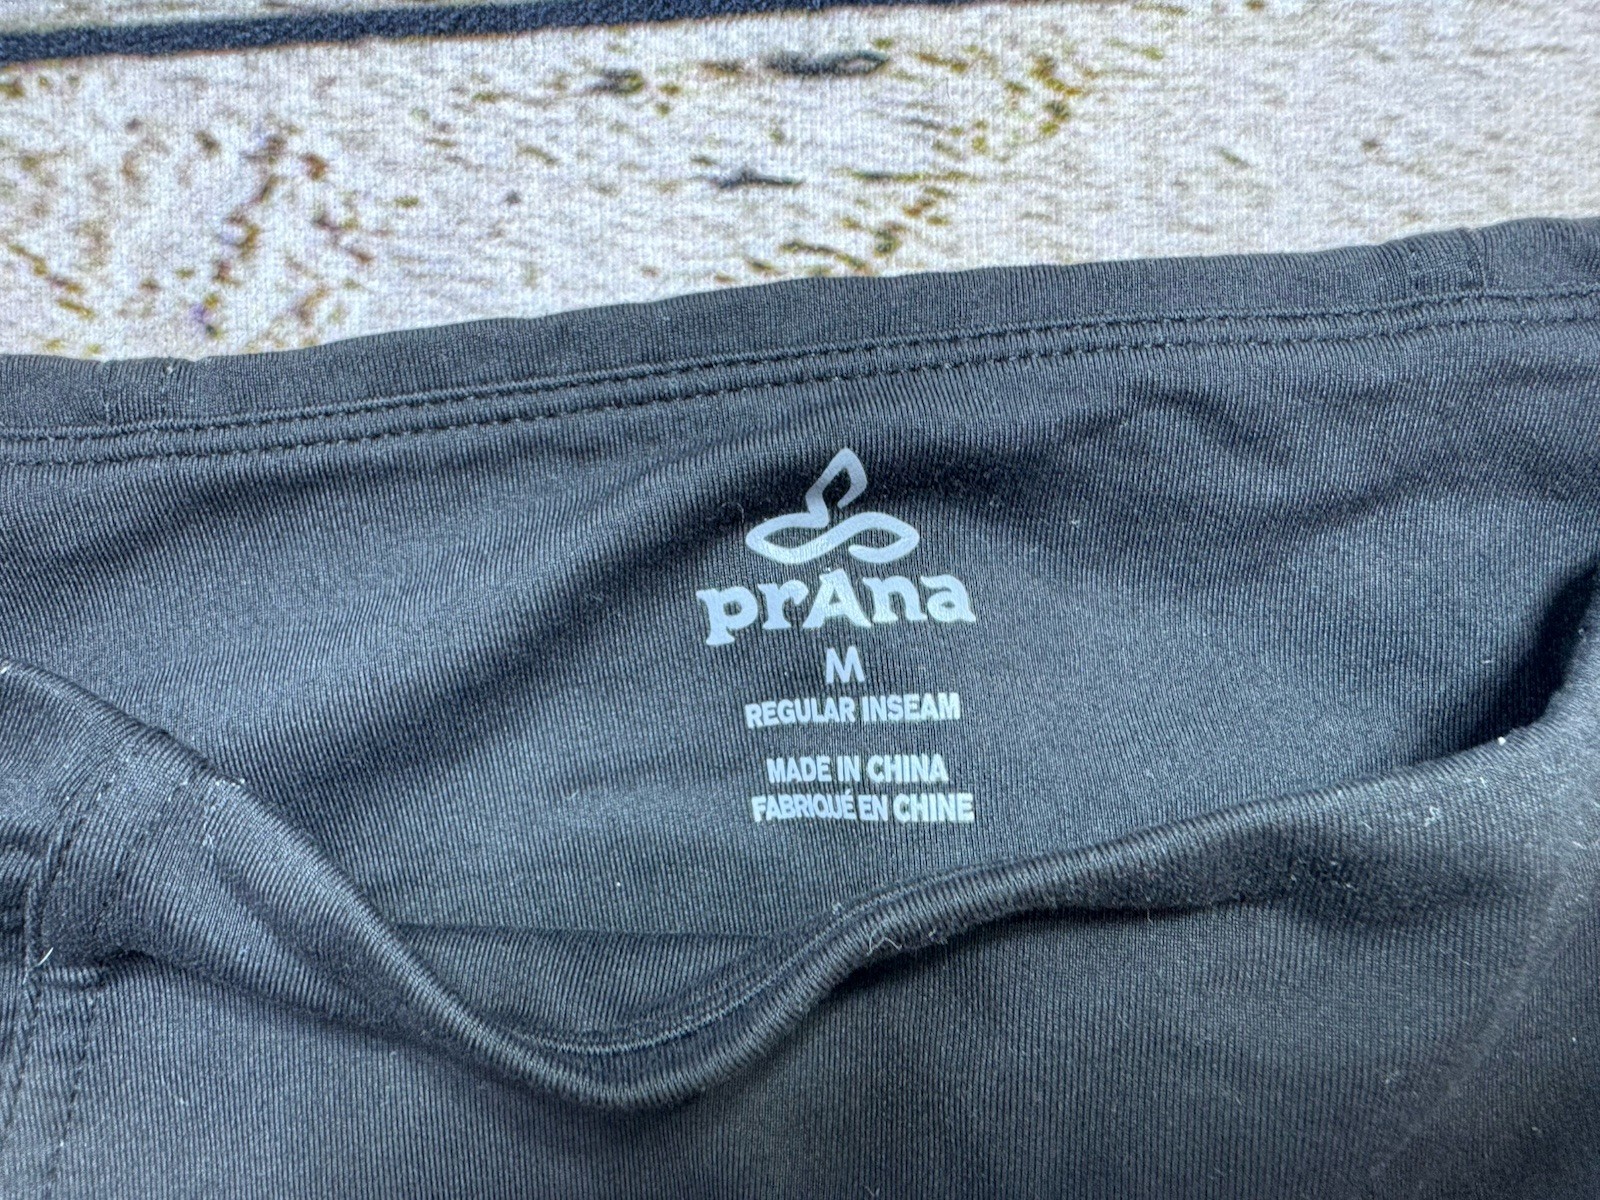 prAna
M
REGULAR INSEAM
MADE IN CHINA
FABRIQUÉ EN CHINE